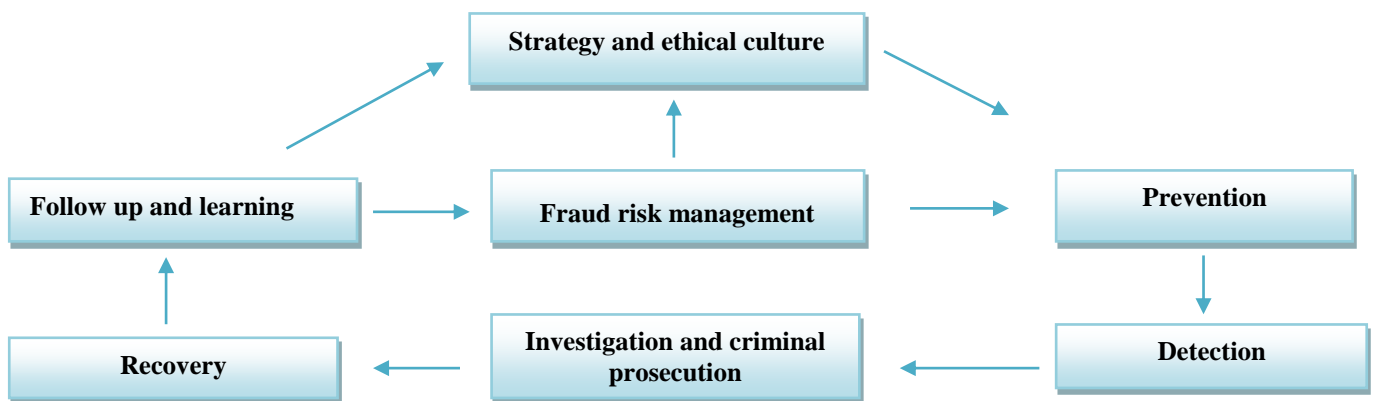 Strategy and ethical culture
Follow up and learning
Fraud risk management
Prevention
Recovery
Investigation and criminal
prosecution
Detection